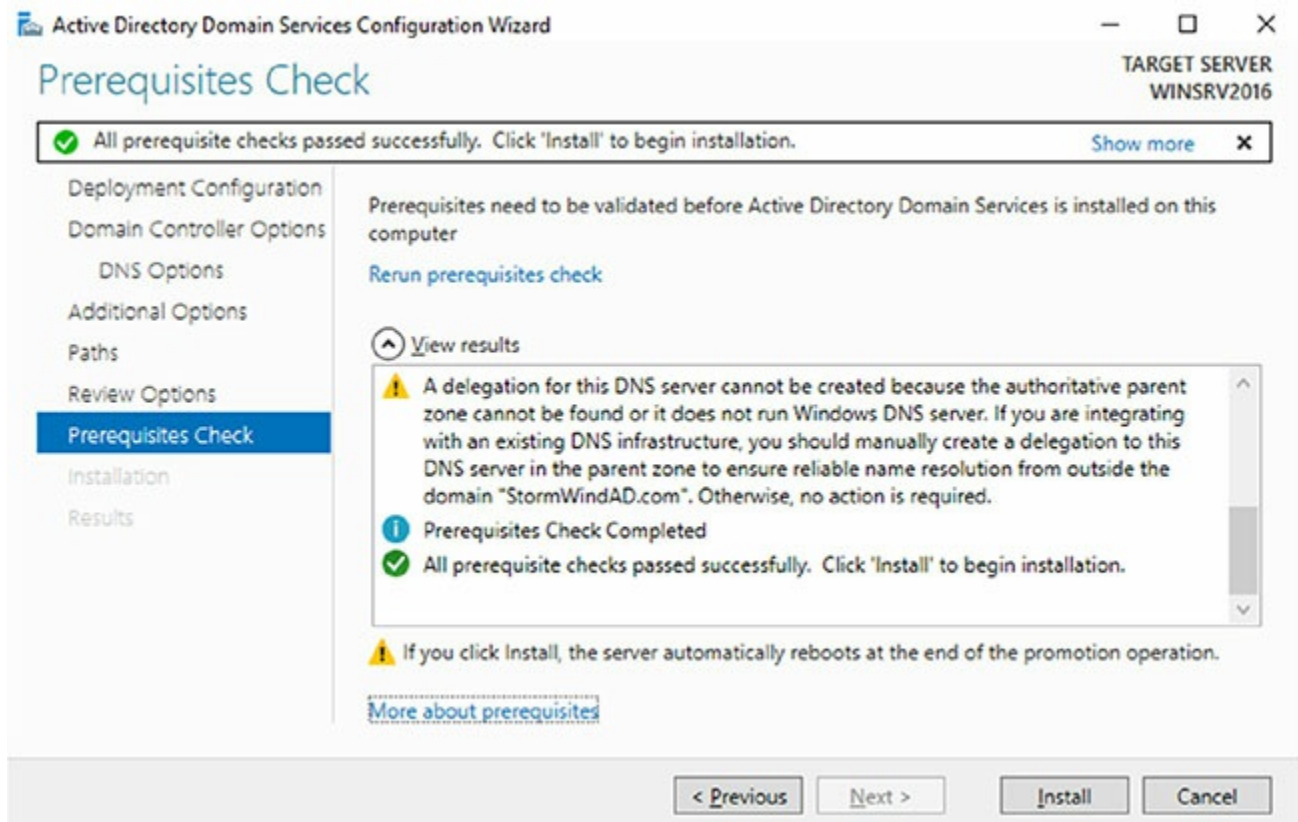 Active Directory Domain Services Configuration Wizard
TARGET SERVER
WINSRV2016
Prerequisites Check
All prerequisite checks passed successfully. Click 'Install' to begin installation.
Show more
Deployment Configuration
Domain Controller Options
DNS Options
Additional Options
Paths
Review Options
Prerequisites Check
Installation
Results
Prerequisites need to be validated before Active Directory Domain Services is installed on this
computer
Rerun prerequisites check
View results
A delegation for this DNS server cannot be created because the authoritative parent
zone cannot be found or it does not run Windows DNS server. If you are integrating
with an existing DNS infrastructure, you should manually create a delegation to this
DNS server in the parent zone to ensure reliable name resolution from outside the
domain "StormWindAD.com". Otherwise, no action is required.
Prerequisites Check Completed
All prerequisite checks passed successfully. Click 'Install' to begin installation.
If you click Install, the server automatically reboots at the end of the promotion operation.
More about prerequisites
< Previous
Next >
Install
Cancel